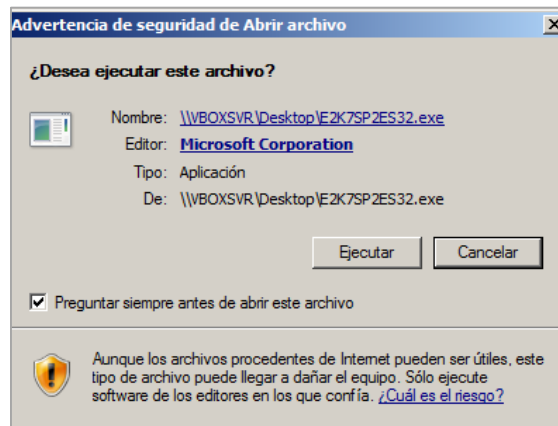 Advertencia de seguridad de Abrir archivo
¿Desea ejecutar este archivo?
Nombre: \\VBOXSVR\Desktop\E2K7SP2ES32.exe
Editor: Microsoft Corporation
Tipo: Aplicación
De: \\VBOXSVR\Desktop\E2K7SP2ES32.exe
Ejecutar Cancelar
Preguntar siempre antes de abrir este archivo
Aunque los archivos procedentes de Internet pueden ser útiles, este
tipo de archivo puede llegar a dañar el equipo. Sólo ejecute
software de los editores en los que confía. ¿Cuál es el riesgo?